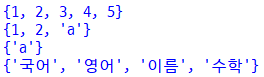 {1, 2, 3, 4, 5}
{1, 2, 'a'}
{'a'}
{'국어', '영어', '이름', '수학'}